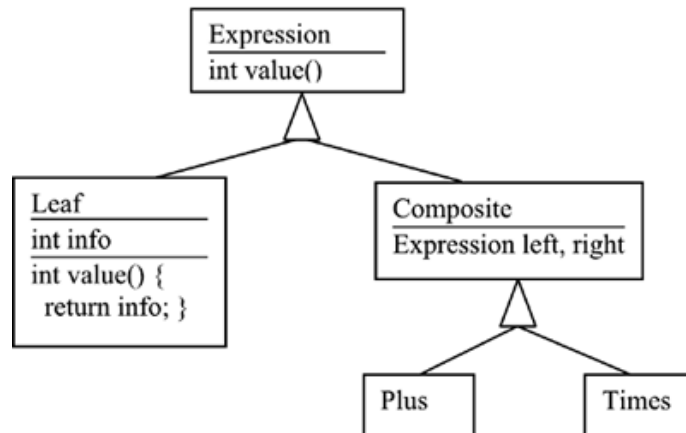 Expression
int value()
Leaf
int info
int value() {
return info; }
Composite
Expression left, right
Plus
Times